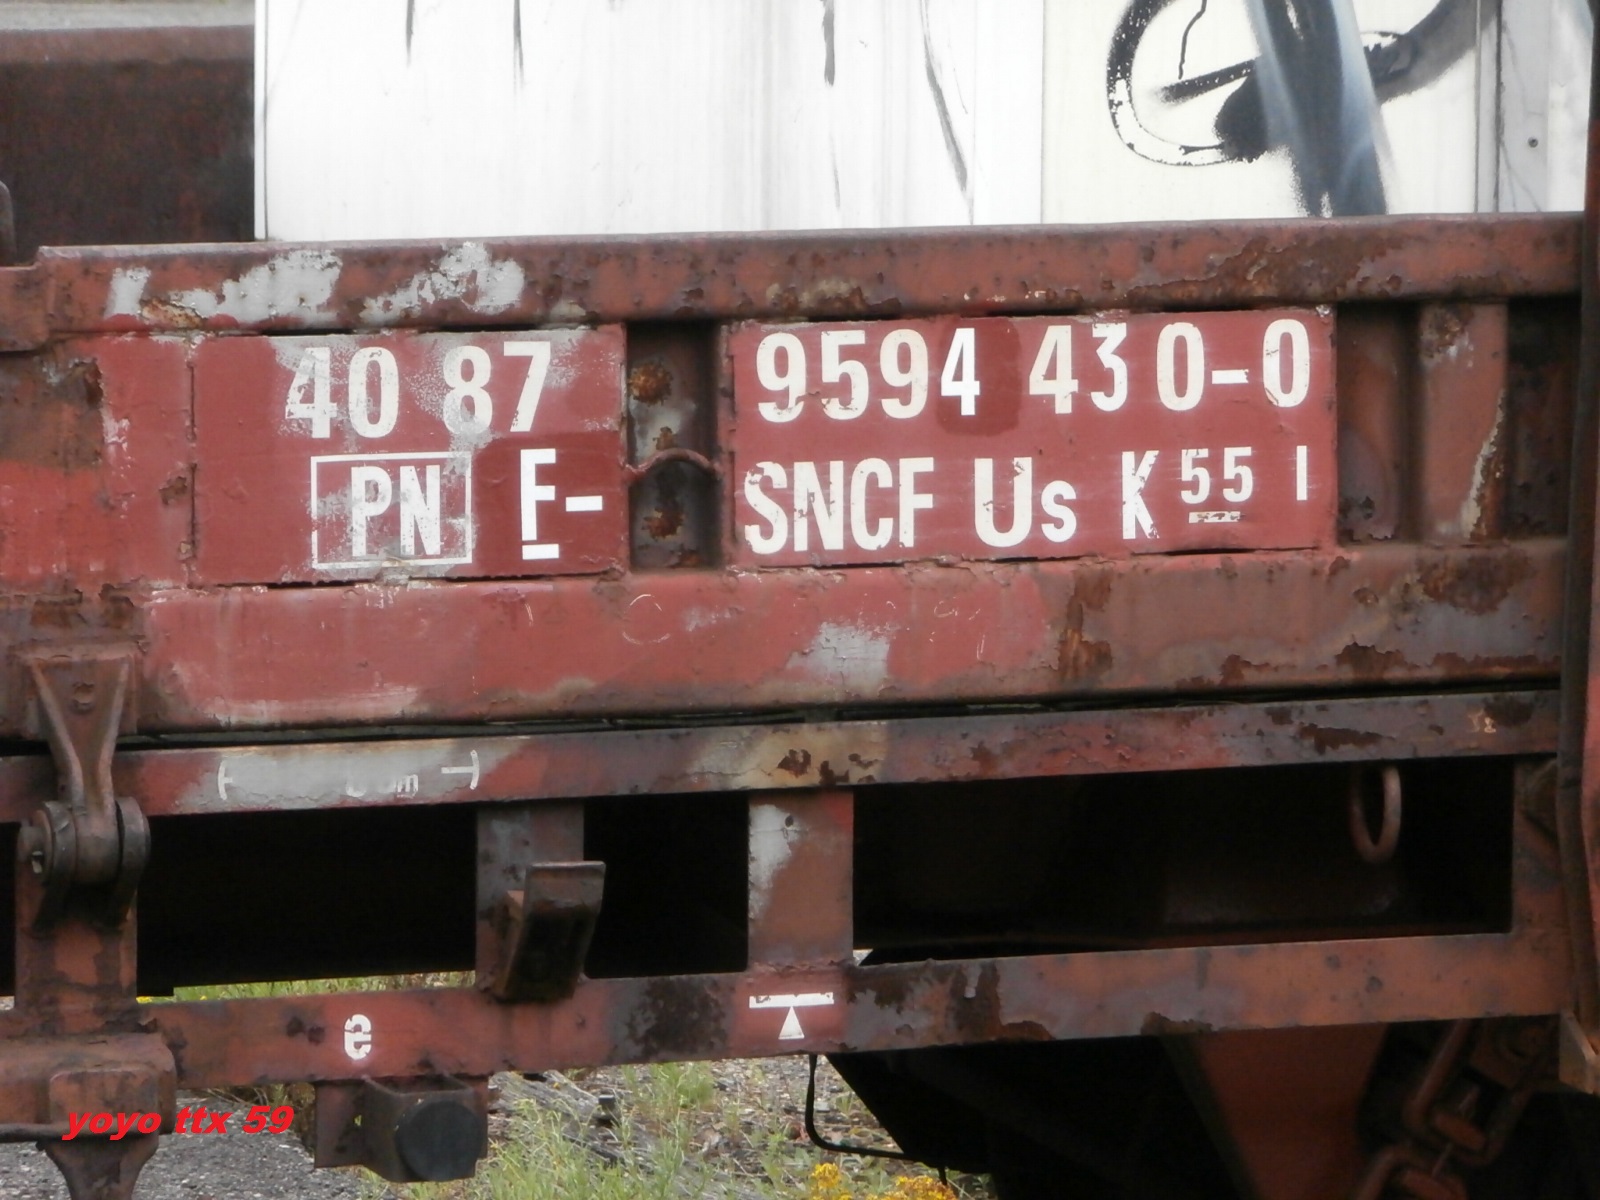 40 87 9594 430-0
PN F- SNCF Us K 55 I
m
e
yoyo ttx 59